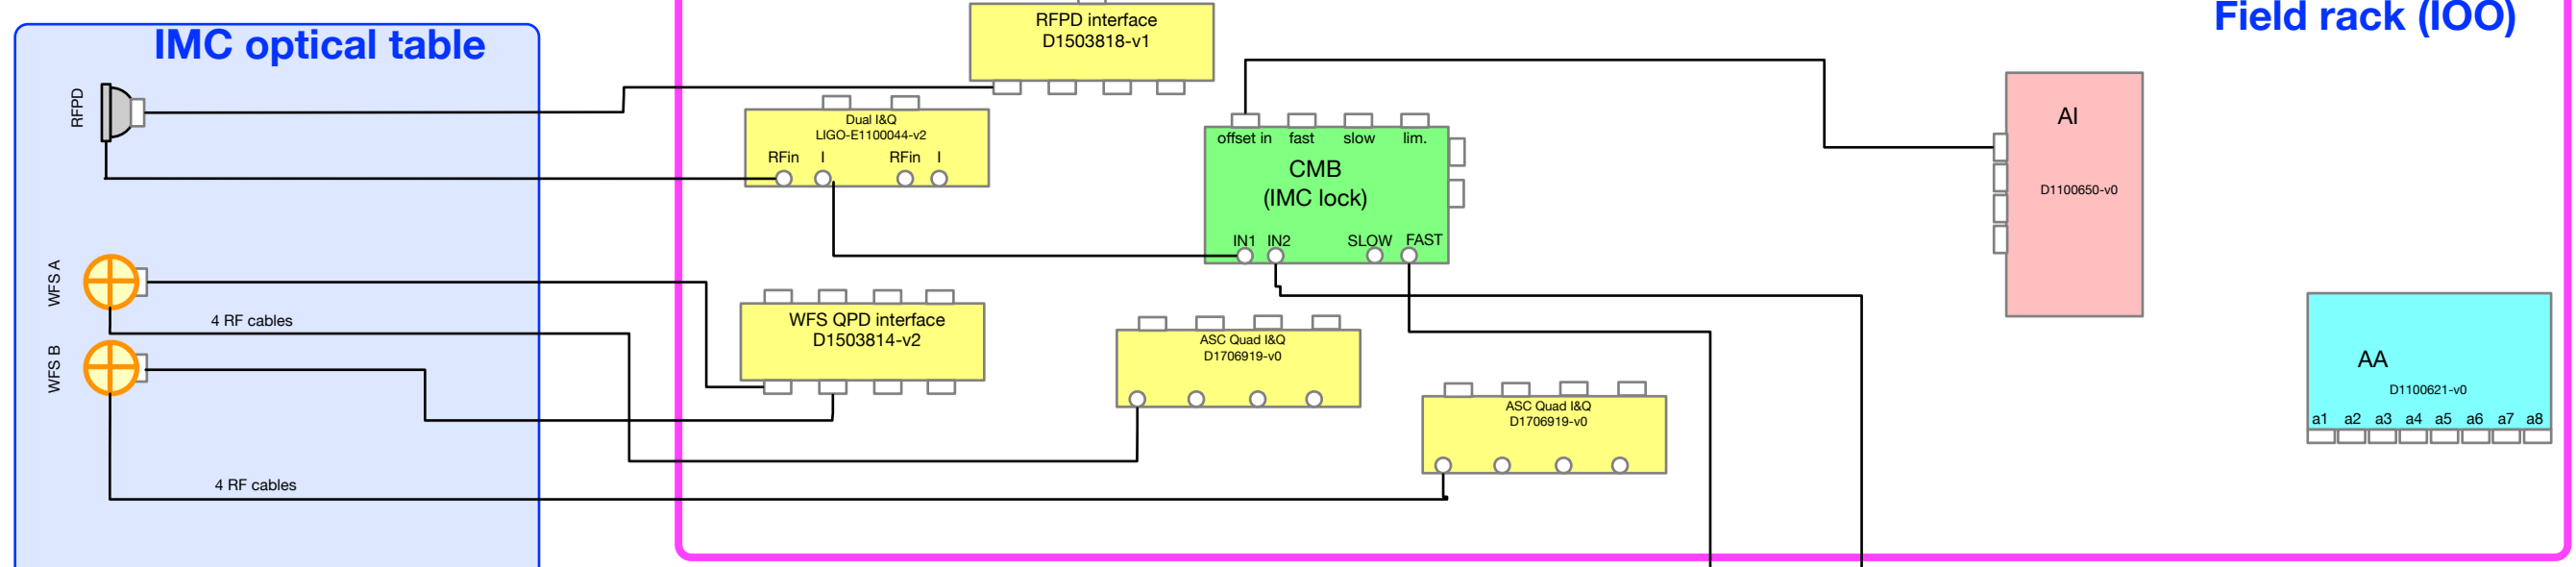 IMC optical table
RFPD
WFS A
4 RF cables
WFS B
4 RF cables
Field rack (IOO)
RFPD interface
D1503818-v1
Dual I&Q
LIGO-E1100044-v2
RFin I RFin I
offset in fast slow lim.
CMB
(IMC lock)
IN1 IN2 SLOW FAST
AI
D1100650-v0
WFS QPD interface
D1503814-v2
ASC Quad I&Q
D1706919-v0
ASC Quad I&Q
D1706919-v0
AA
D1100621-v0
a1 a2 a3 a4 a5 a6 a7 a8